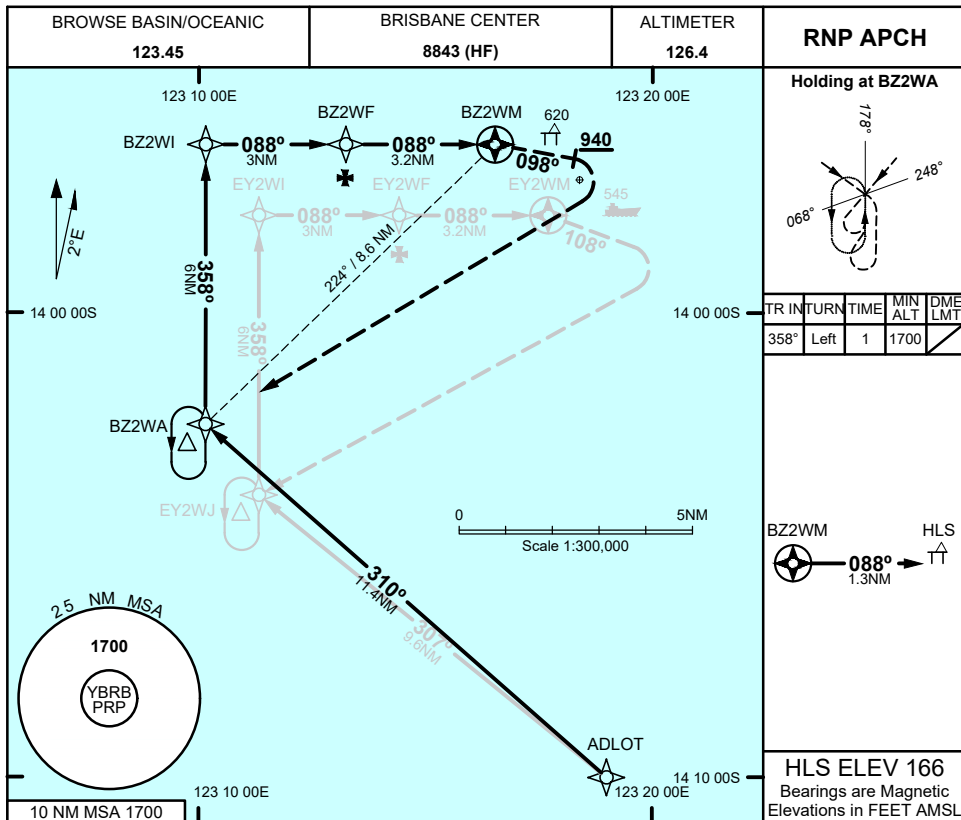 BROWSE BASIN/OCEANIC
123.45
BRISBANE CENTER
8843 (HF)
ALTIMETER
126.4
RNP APCH
123 10 00E
123 20 00E
BZ2WI
BZ2WF
BZ2WM
620
940
088º
3NM
088º
3.2NM
098º
EY2WI
EY2WF
EY2WM
545
088º
3NM
088º
3.2NM
108º
2°E
224° / 8.6 NM
358º
6NM
358º
6NM
14 00 00S
14 00 00S
BZ2WA
EY2WJ
0
5NM
Scale 1:300,000
310º
11.4NM
307º
9.6NM
25 NM MSA
1700
YBRB
PRP
ADLOT
14 10 00S
123 10 00E
123 20 00E
10 NM MSA 1700
Holding at BZ2WA
178°
248°
068°
TR IN
TURN
TIME
MIN
ALT
DME
LMT
358°
Left
1
1700
BZ2WM
HLS
088º
1.3NM
HLS ELEV 166
Bearings are Magnetic
Elevations in FEET AMSL